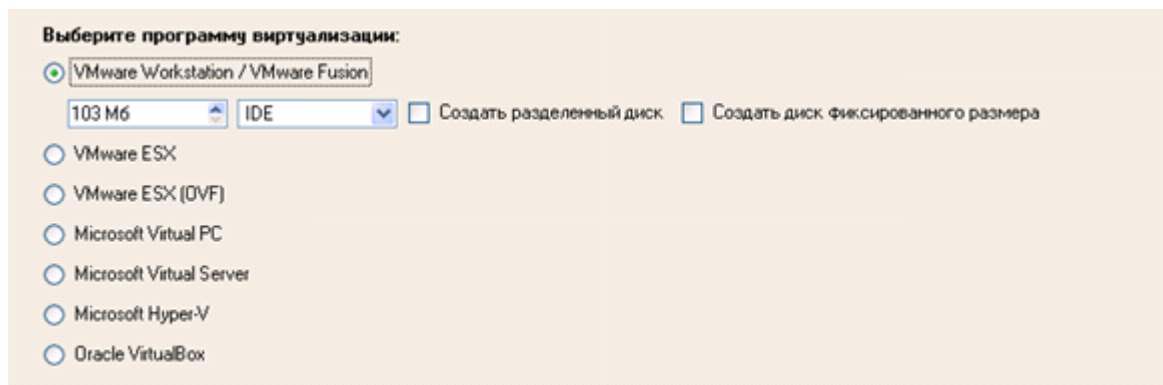 Выберите программу виртуализации:
VMware Workstation / VMware Fusion
103 Мб IDE Создать разделенный диск Создать диск фиксированного размера
VMware ESX
VMware ESX (OVF)
Microsoft Virtual PC
Microsoft Virtual Server
Microsoft Hyper-V
Oracle VirtualBox